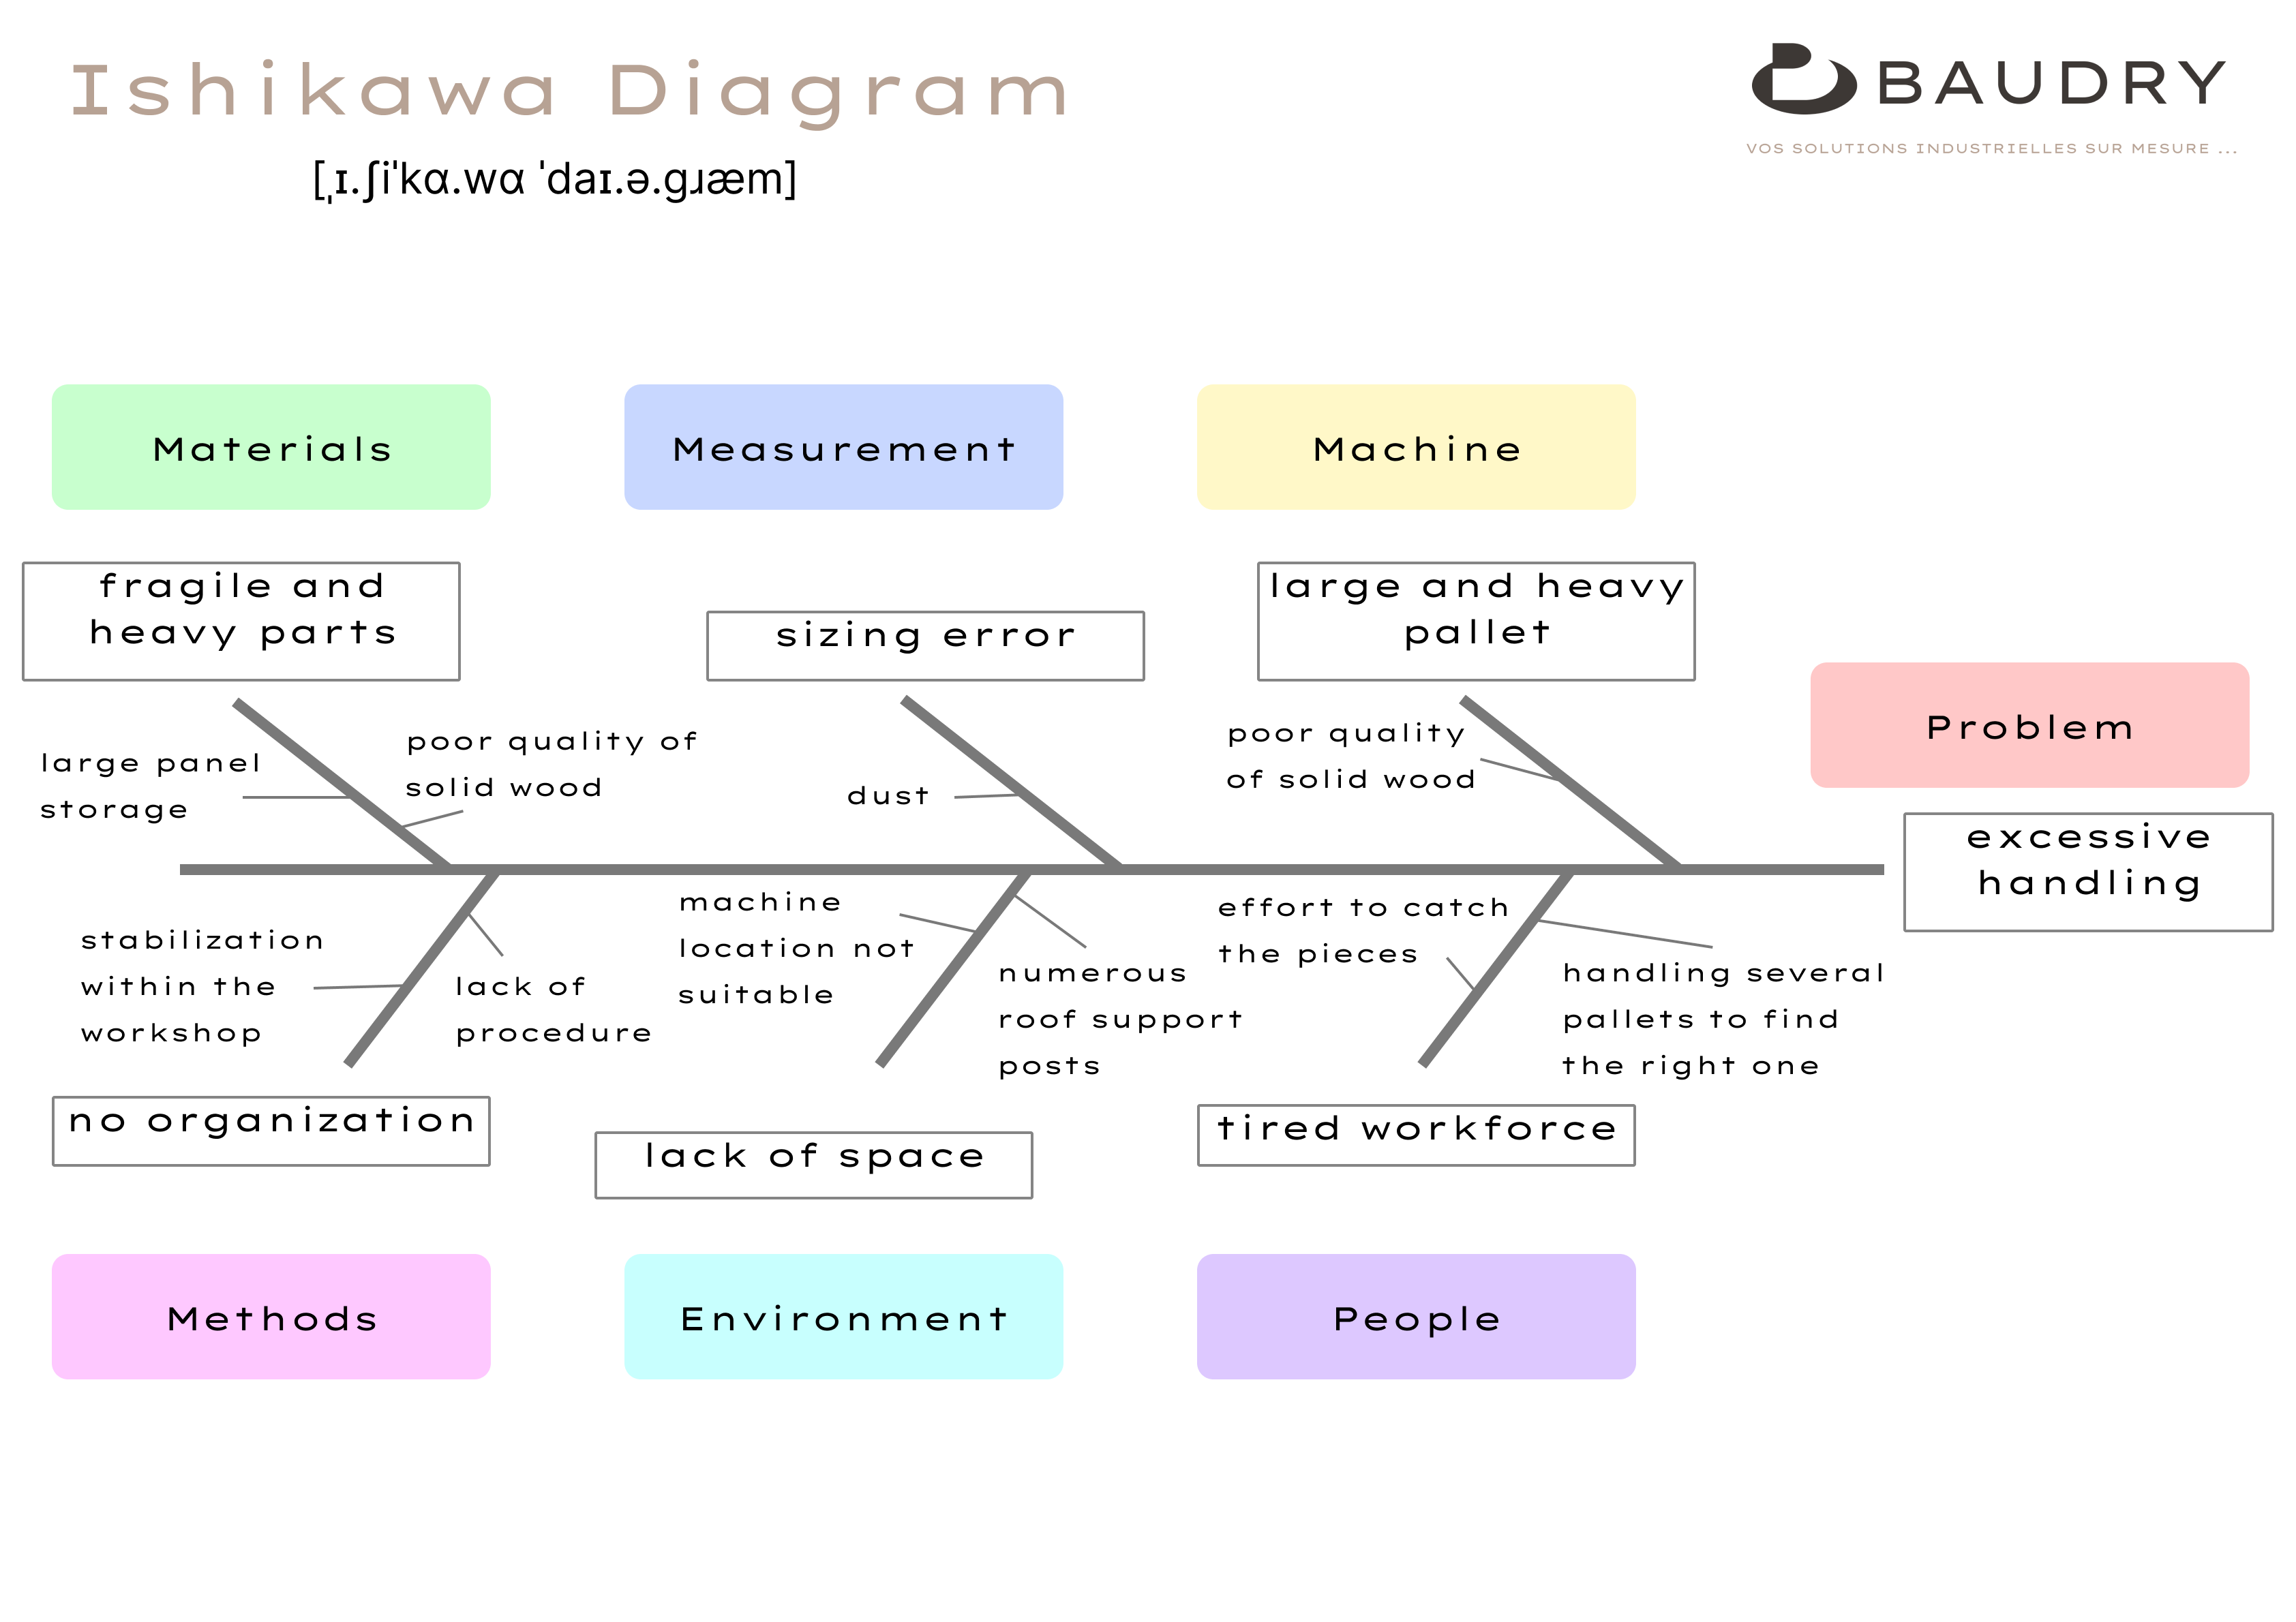 Ishikawa Diagram
[ˌɪ.ʃiˈkɑ.wɑ ˈdaɪ.ə.gɹæm]
BAUDRY
VOS SOLUTIONS INDUSTRIELLES SUR MESURE ...
Materials
Measurement
Machine
fragile and
heavy parts
sizing error
large and heavy
pallet
Problem
excessive
handling
large panel
storage
poor quality of
solid wood
dust
poor quality
of solid wood
stabilization
within the
workshop
lack of
procedure
machine
location not
suitable
numerous
roof support
posts
effort to catch
the pieces
handling several
pallets to find
the right one
no organization
lack of space
tired workforce
Methods
Environment
People